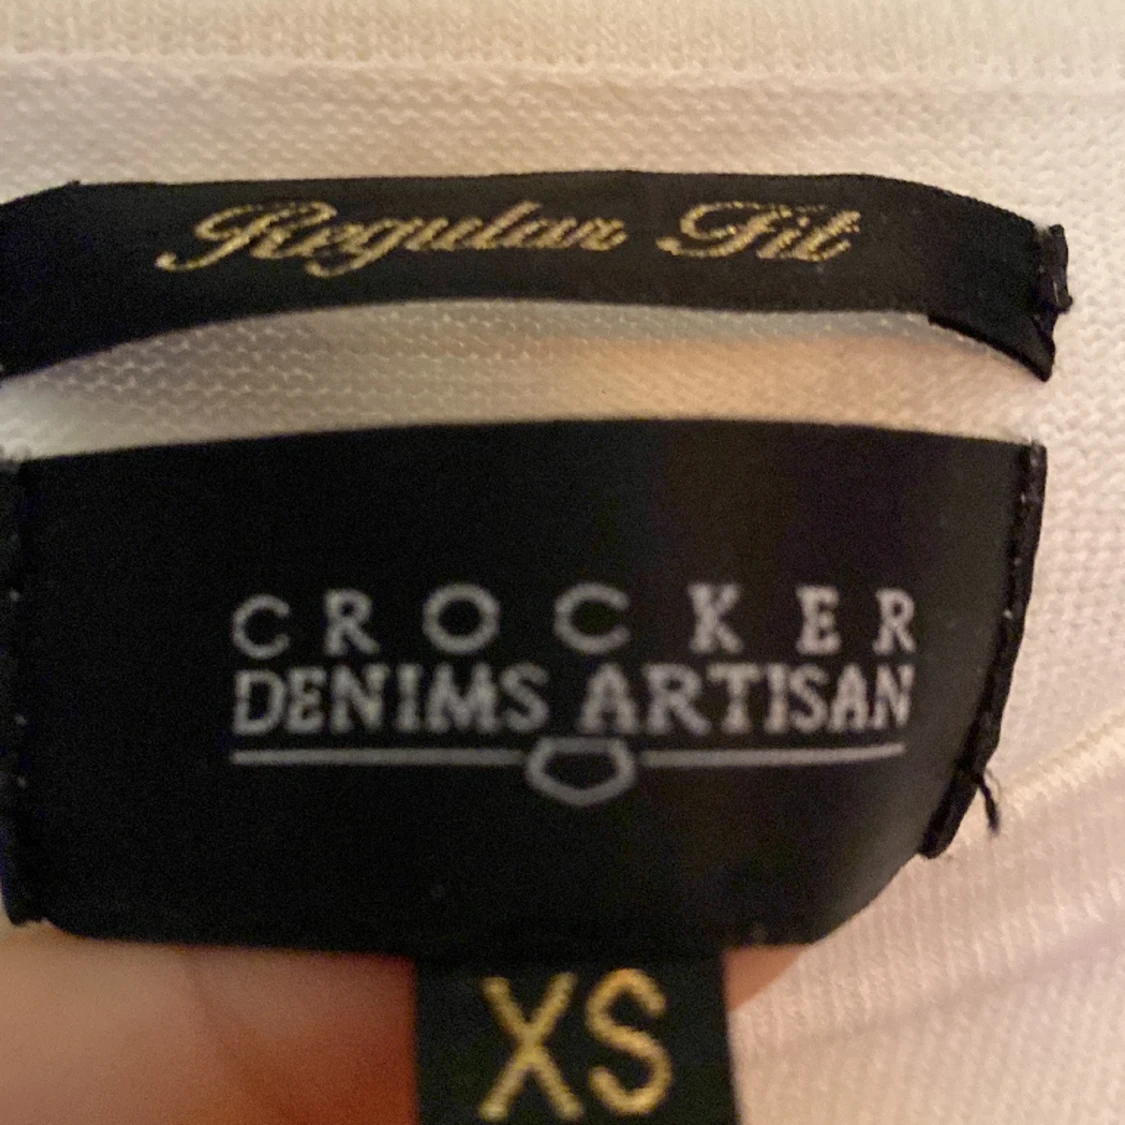 Regular Fit
CROCKER
DENIMS ARTISAN
XS